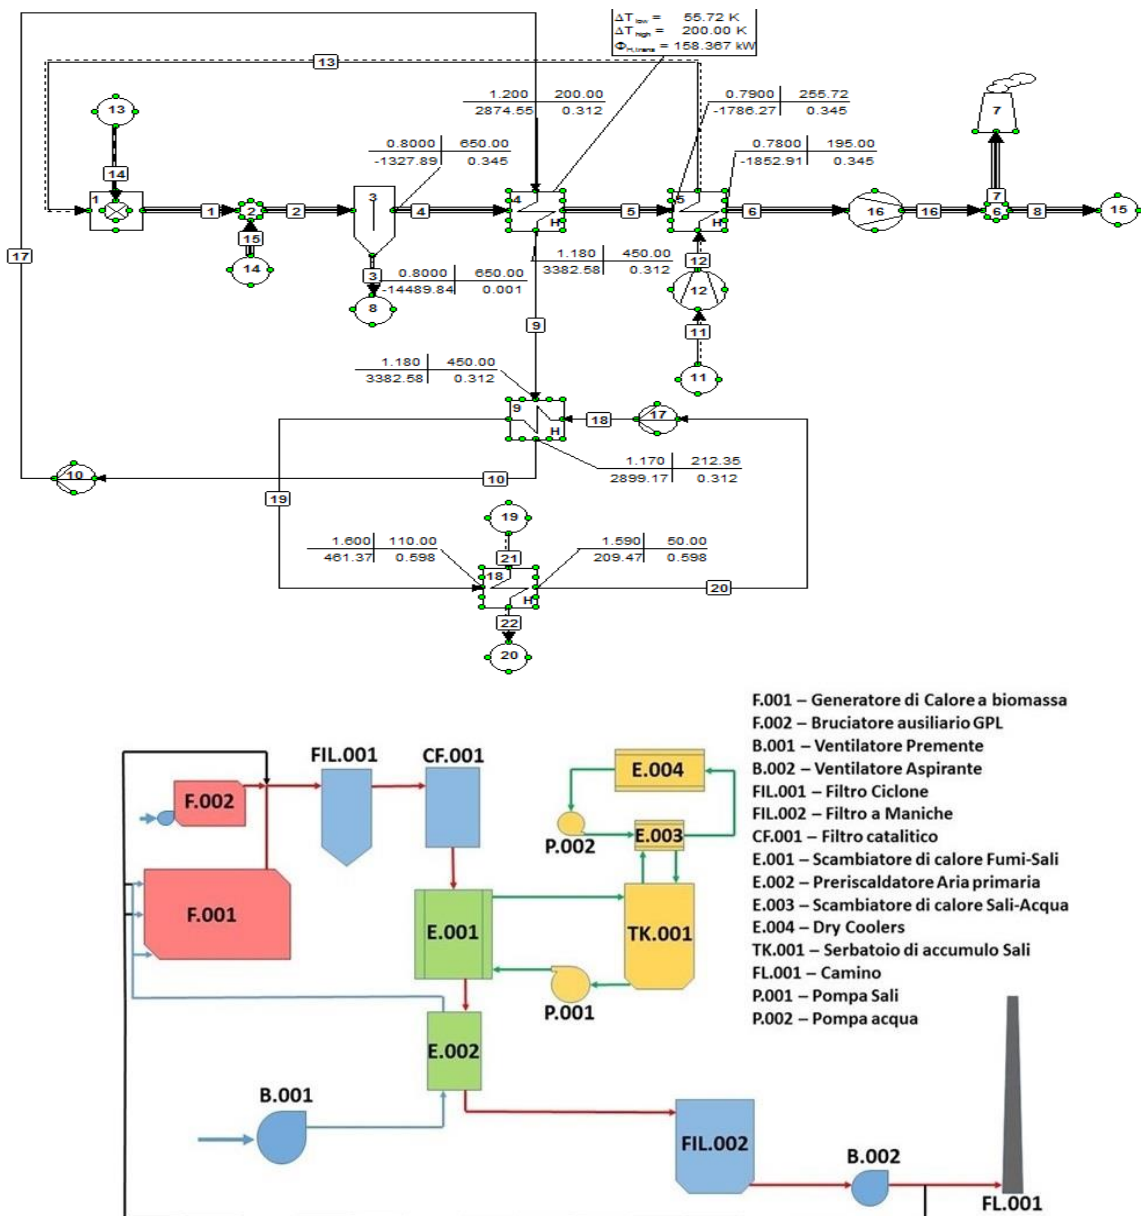 ΔT low = 55.72 K
ΔT high = 200.00 K
Φ H,trans = 158.367 kW
13
1.200 200.00
2874.55 0.312
0.7900 255.72
-1786.27 0.345
13
7
0.8000 650.00
-1327.89 0.345
0.7800 195.00
-1852.91 0.345
14
1
3
4
5
7
1
2
2
4
H
5
H
6
16
16
6
8
15
15
14
17
3
0.8000 650.00
-14489.84 0.001
1.180 450.00
3382.58 0.312
12
12
8
9
11
11
1.180 450.00
3382.58 0.312
9
H
18
17
1.170 212.35
2899.17 0.312
10
10
19
19
1.600 110.00
461.37 0.598
1.590 50.00
209.47 0.598
21
18
H
20
22
20
F.001 – Generatore di Calore a biomassa
F.002 – Bruciatore ausiliario GPL
B.001 – Ventilatore Premente
B.002 – Ventilatore Aspirante
FIL.001 – Filtro Ciclone
FIL.002 – Filtro a Maniche
CF.001 – Filtro catalitico
E.001 – Scambiatore di calore Fumi-Sali
E.002 – Preriscaldatore Aria primaria
E.003 – Scambiatore di calore Sali-Acqua
E.004 – Dry Coolers
TK.001 – Serbatoio di accumulo Sali
FL.001 – Camino
P.001 – Pompa Sali
P.002 – Pompa acqua
FIL.001
CF.001
E.004
F.002
P.002
E.003
F.001
E.001
TK.001
P.001
E.002
B.001
FIL.002
B.002
FL.001